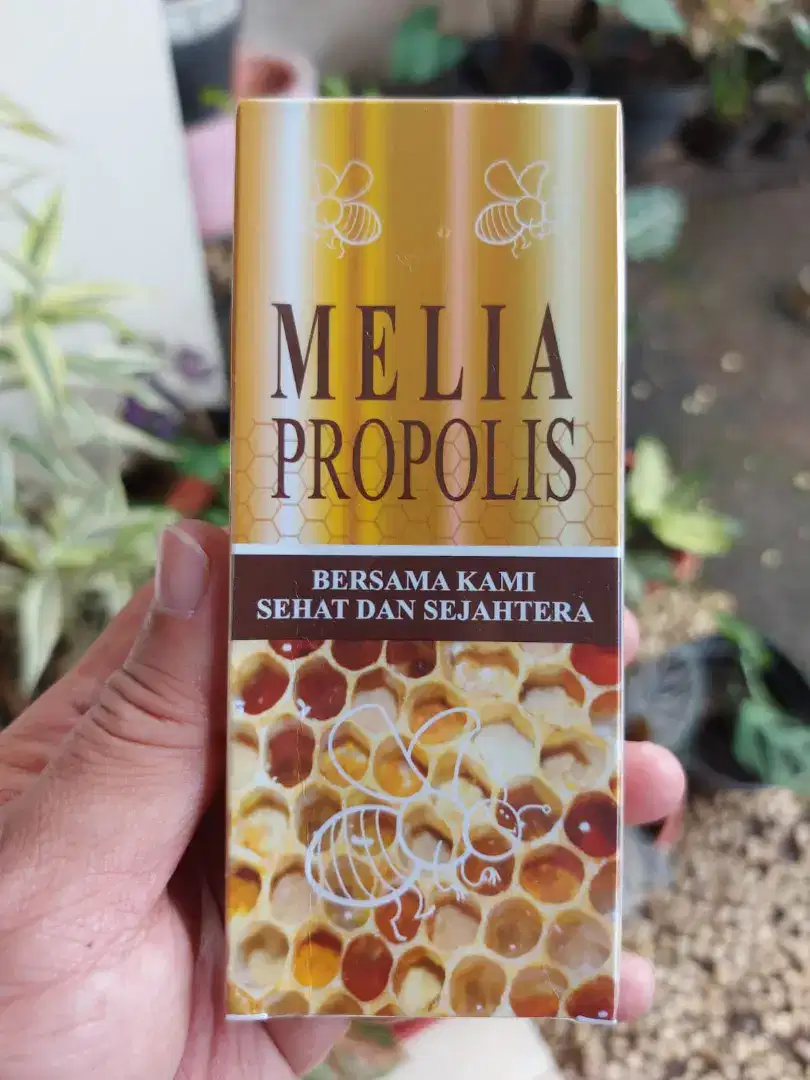 MELIA
PROPOLIS
BERSAMA KAMI
SEHAT DAN SEJAHTERA